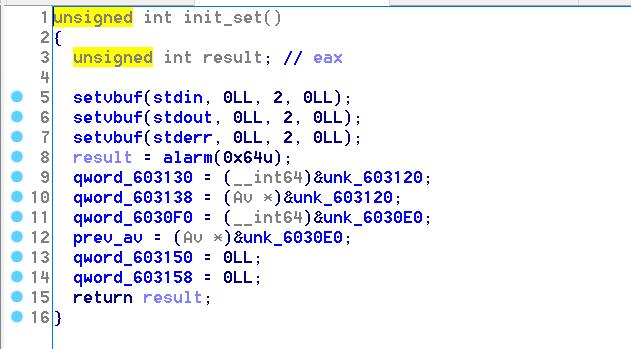 1 unsigned int init_set()
2 {
3 unsigned int result; // eax
4
5 setvbuf(stdin, 0LL, 2, 0LL);
6 setvbuf(stdout, 0LL, 2, 0LL);
7 setvbuf(stderr, 0LL, 2, 0LL);
8 result = alarm(0x64u);
9 qword_603130 = (__int64)&unk_603120;
10 qword_603138 = (Av *)&unk_603120;
11 qword_6030F0 = (__int64)&unk_6030E0;
12 prev_av = (Av *)&unk_6030E0;
13 qword_603150 = 0LL;
14 qword_603158 = 0LL;
15 return result;
16 }